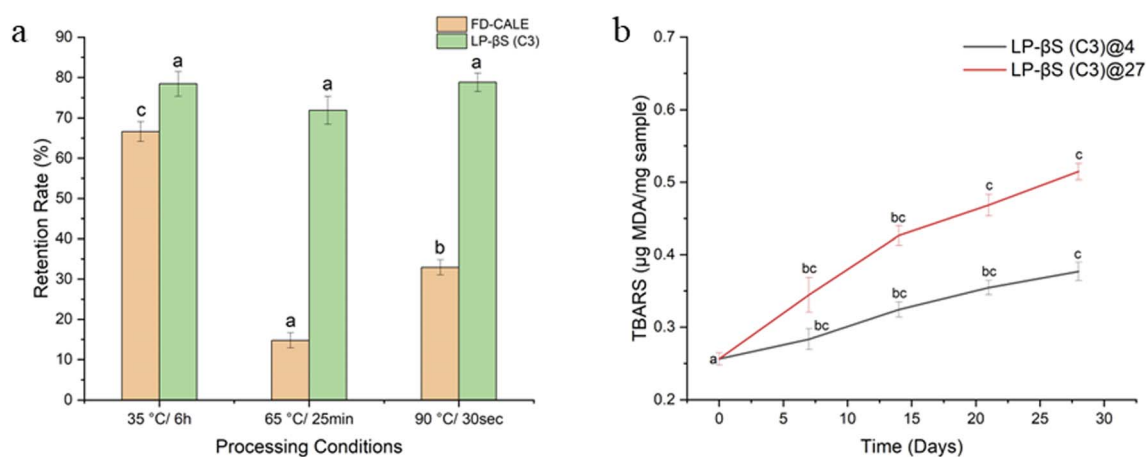 a
FD-CALE
LP-βS (C3)
90
80
70
60
50
40
30
20
10
0
Retention Rate (%)
c
a
a
a
b
a
35 °C/ 6h
65 °C/ 25min
90 °C/ 30sec
Processing Conditions
b
LP-βS (C3)@4
LP-βS (C3)@27
0.7
0.6
0.5
0.4
0.3
0.2
TBARS (µg MDA/mg sample)
a
bc
bc
c
c
bc
bc
bc
c
0
5
10
15
20
25
30
Time (Days)